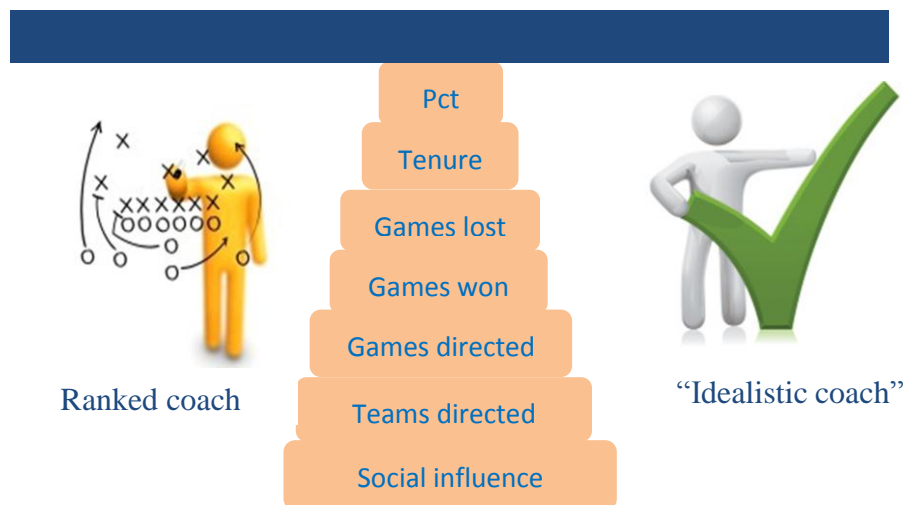 Pct
Tenure
Games lost
Games won
Games directed
Teams directed
Social influence
Ranked coach
“Idealistic coach”